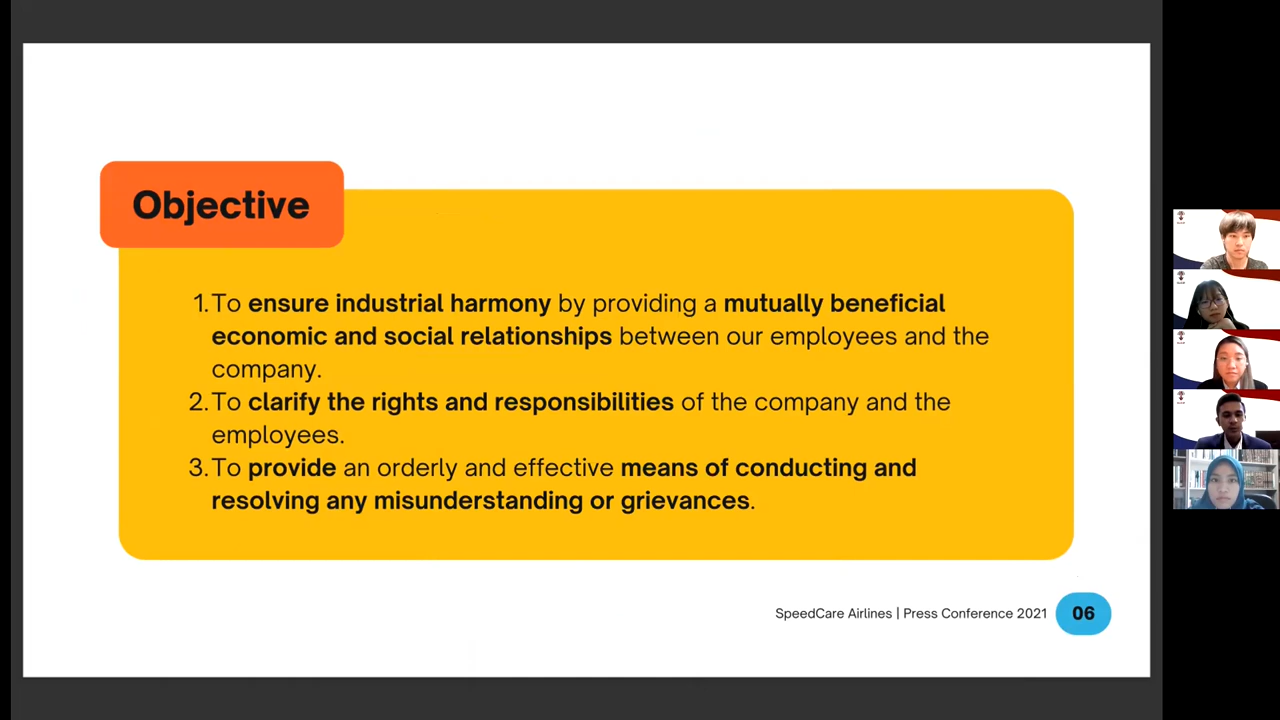 Objective
1. To ensure industrial harmony by providing a mutually beneficial
economic and social relationships between our employees and the
company.
2. To clarify the rights and responsibilities of the company and the
employees.
3. To provide an orderly and effective means of conducting and
resolving any misunderstanding or grievances.
SpeedCare Airlines | Press Conference 2021
06